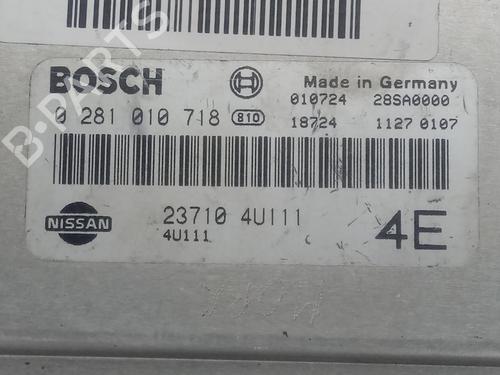 B-PARTS
BOSCH
Made in Germany
010724 28SA0000
0 281 010 718 810
18724 1127 0107
NISSAN
23710 4U111
4U111
4E